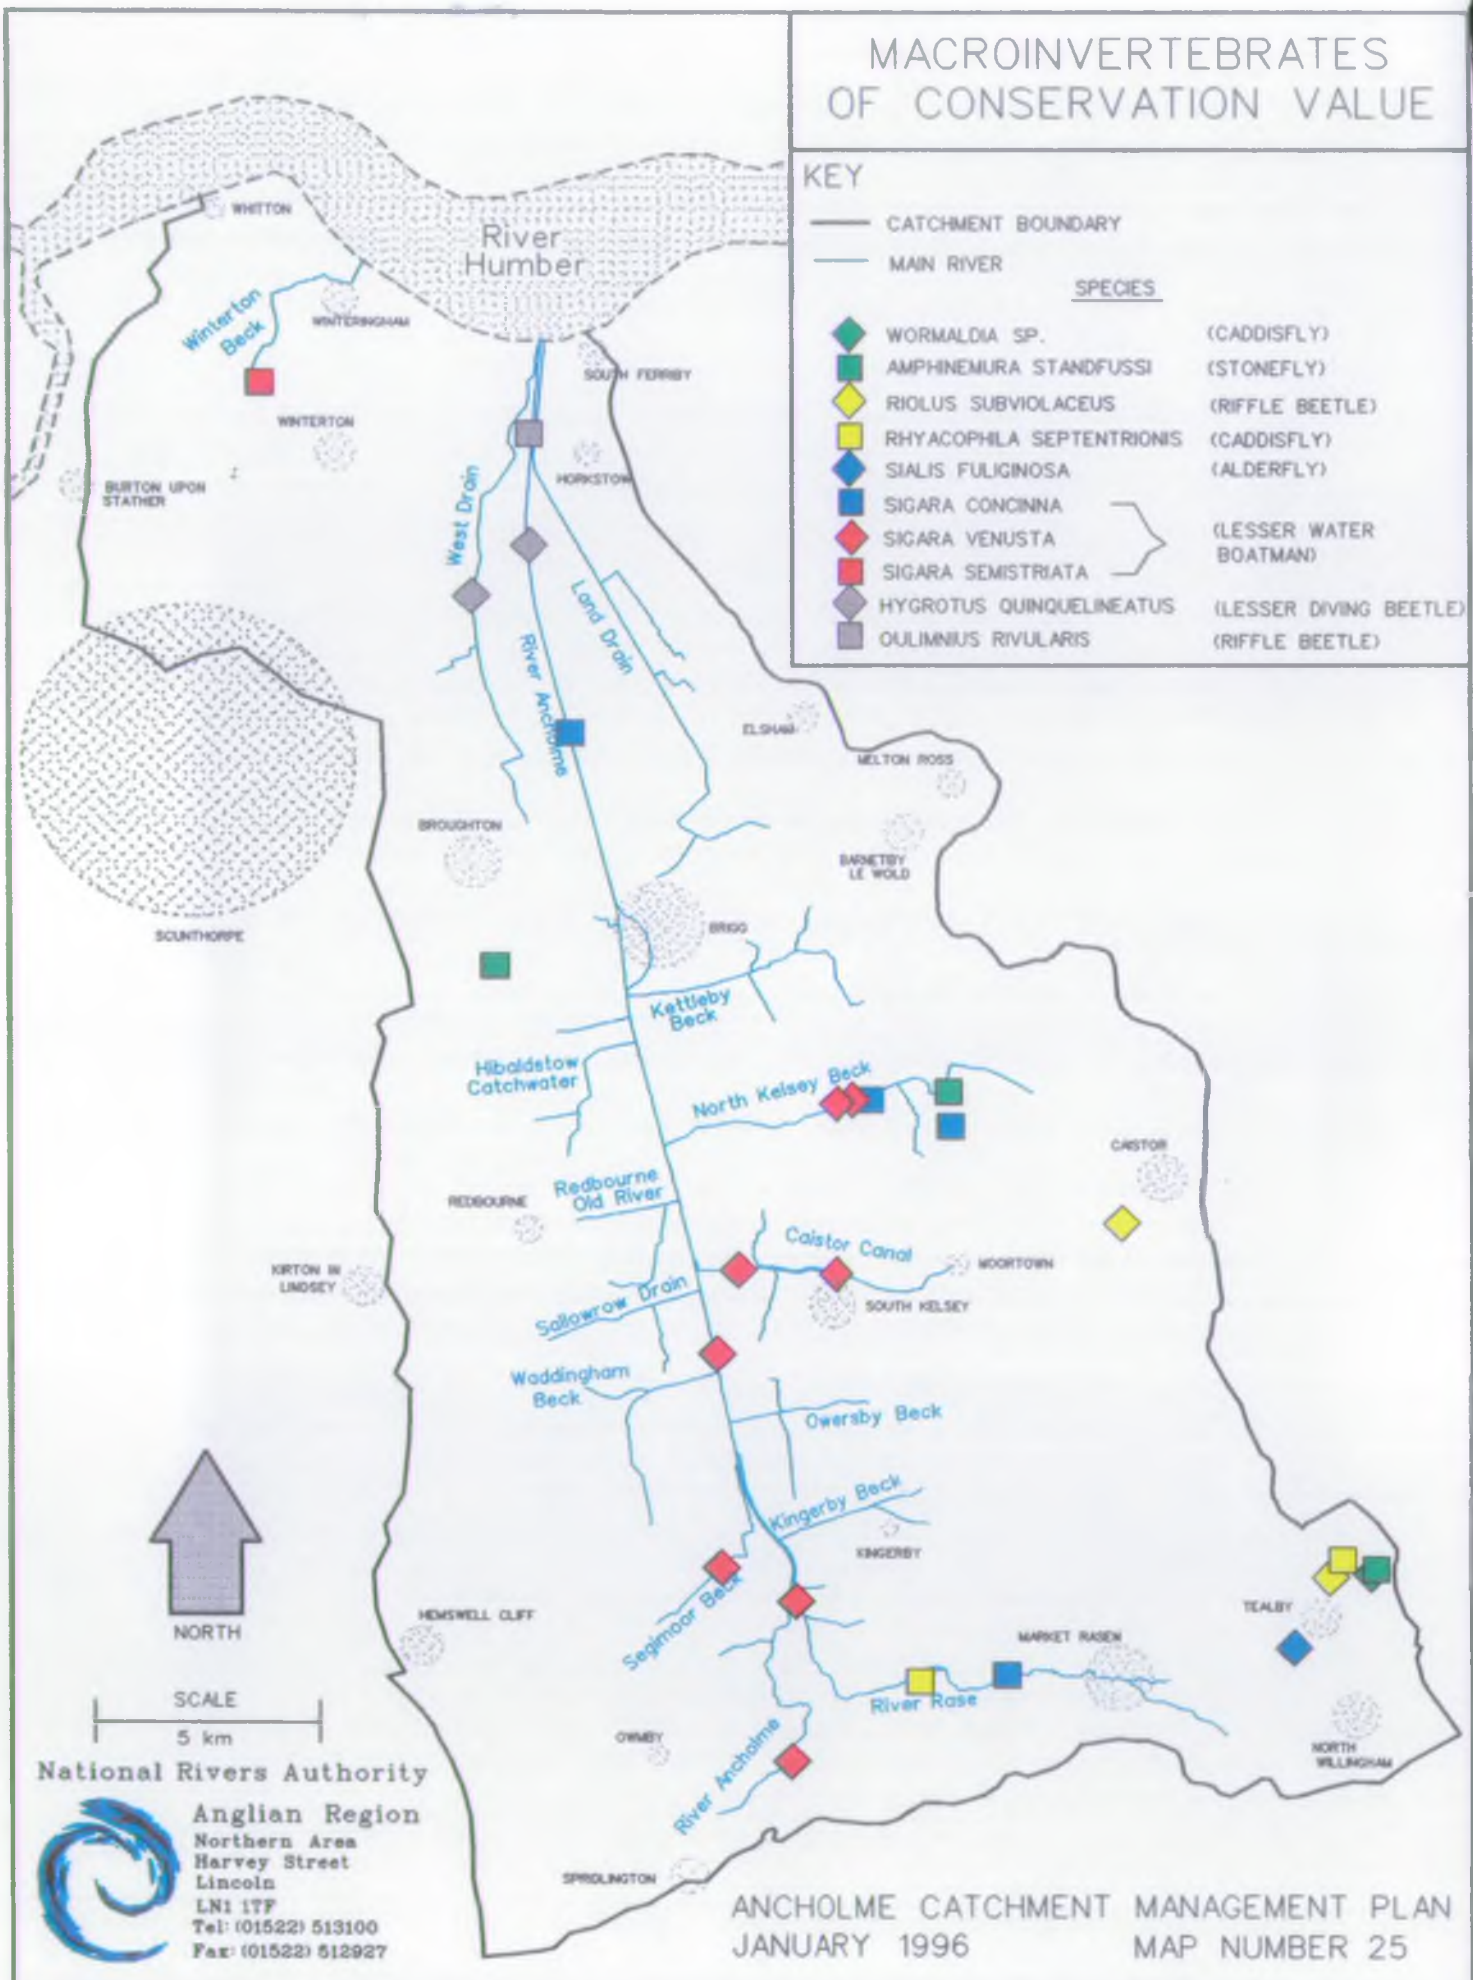 MACROINVERTEBRATES
OF CONSERVATION VALUE
KEY
CATCHMENT BOUNDARY
MAIN RIVER
SPECIES
WORMALDIA SP. (CADDISFLY)
AMPHINEMURA STANDFUSSI (STONEFLY)
RIOLUS SUBVIOLACEUS (RIFFLE BEETLE)
RHYACOPHILA SEPTENTRIONIS (CADDISFLY)
SIALIS FULIGINOSA (ALDERFLY)
SIGARA CONCINNA
SIGARA VENUSTA (LESSER WATER
BOATMAN)
SIGARA SEMISTRIATA
HYGROTUS QUINQUELINEATUS (LESSER DIVING BEETLE)
OULIMNIUS RIVULARIS (RIFFLE BEETLE)
WHITTON
River
Humber
Winterton
Beck
WINTERINGHAM
SOUTH FERRIBY
WINTERTON
HORKSTOW
BURTON UPON
STATHER
West Drain
Land Drain
River Ancholme
ELSHAM
MELTON ROSS
BROUGHTON
BARNETBY
LE WOLD
SCUNTHORPE
BRIGG
Kettleby
Beck
Hibaldstow
Catchwater
North Kelsey Beck
CAISTOR
Redbourne
Old River
REDBOURNE
Caistor Canal
MOORTOWN
KIRTON IN
LINDSEY
SOUTH KELSEY
Sallowrow Drain
Waddingham
Beck
Owersby Beck
Kingerby Beck
KINGERBY
Segimoor Beck
HEMSWELL CLIFF
TEALBY
MARKET RASEN
River Rase
NORTH
WILLINGHAM
OWMBY
River Ancholme
SPRIDLINGTON
NORTH
SCALE
5 km
National Rivers Authority
Anglian Region
Northern Area
Harvey Street
Lincoln
LN1 1TF
Tel: (01522) 513100
Fax: (01522) 512927
ANCHOLME CATCHMENT MANAGEMENT PLAN
JANUARY 1996 MAP NUMBER 25